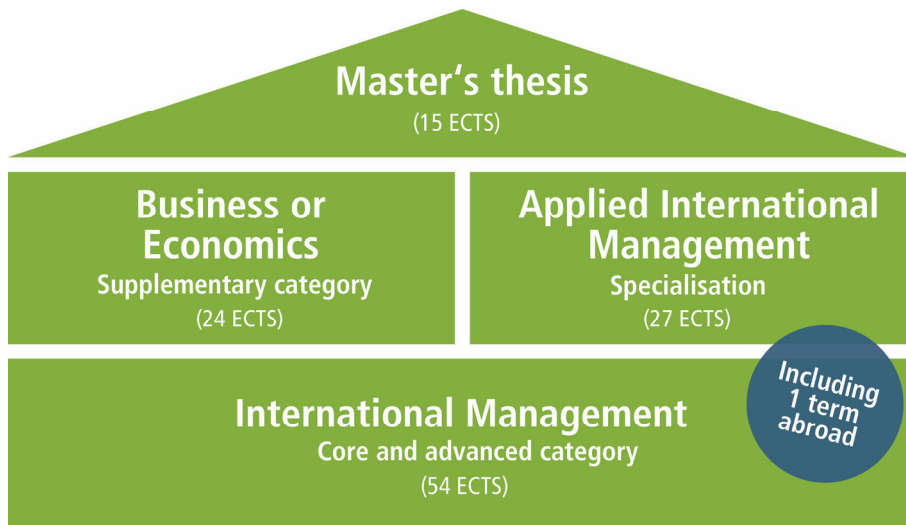 Master‘s thesis
(15 ECTS)
Business or
Economics
Supplementary category
(24 ECTS)
Applied International
Management
Specialisation
(27 ECTS)
International Management
Core and advanced category
(54 ECTS)
Including
1 term
abroad